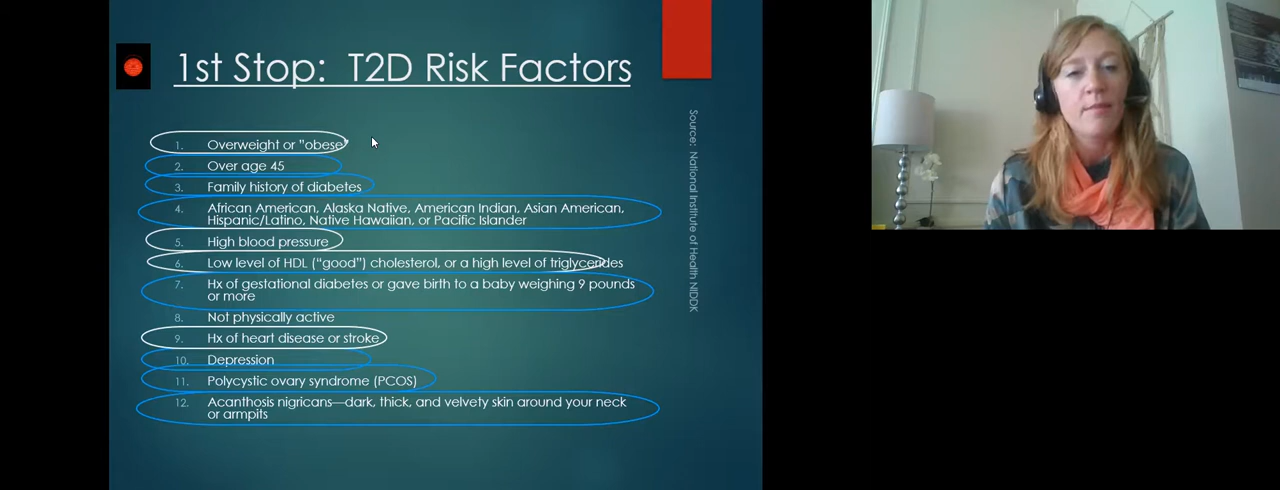 1st Stop:  T2D Risk Factors
1. Overweight or "obese"
2. Over age 45
3. Family history of diabetes
4. African American, Alaska Native, American Indian, Asian American,
Hispanic/Latino, Native Hawaiian, or Pacific Islander
5. High blood pressure
6. Low level of HDL ("good") cholesterol, or a high level of triglycerides
7. Hx of gestational diabetes or gave birth to a baby weighing 9 pounds
or more
8. Not physically active
9. Hx of heart disease or stroke
10. Depression
11. Polycystic ovary syndrome (PCOS)
12. Acanthosis nigricans—dark, thick, and velvety skin around your neck
or armpits
Source:  National Institute of Health NIDDK